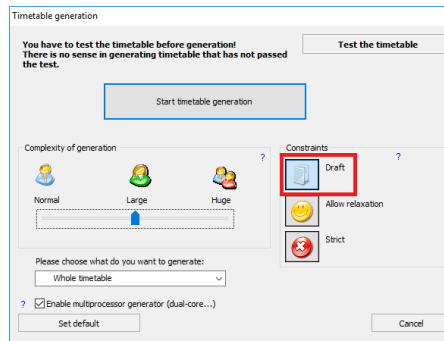 Timetable generation
You have to test the timetable before generation!
There is no sense in generating timetable that has not passed
the test.
Test the timetable
Start timetable generation
Complexity of generation
?
Normal
Large
Huge
Constraints
?
Draft
Allow relaxation
Strict
Please choose what do you want to generate:
Whole timetable
? Enable multiprocessor generator (dual-core...)
Set default
Cancel